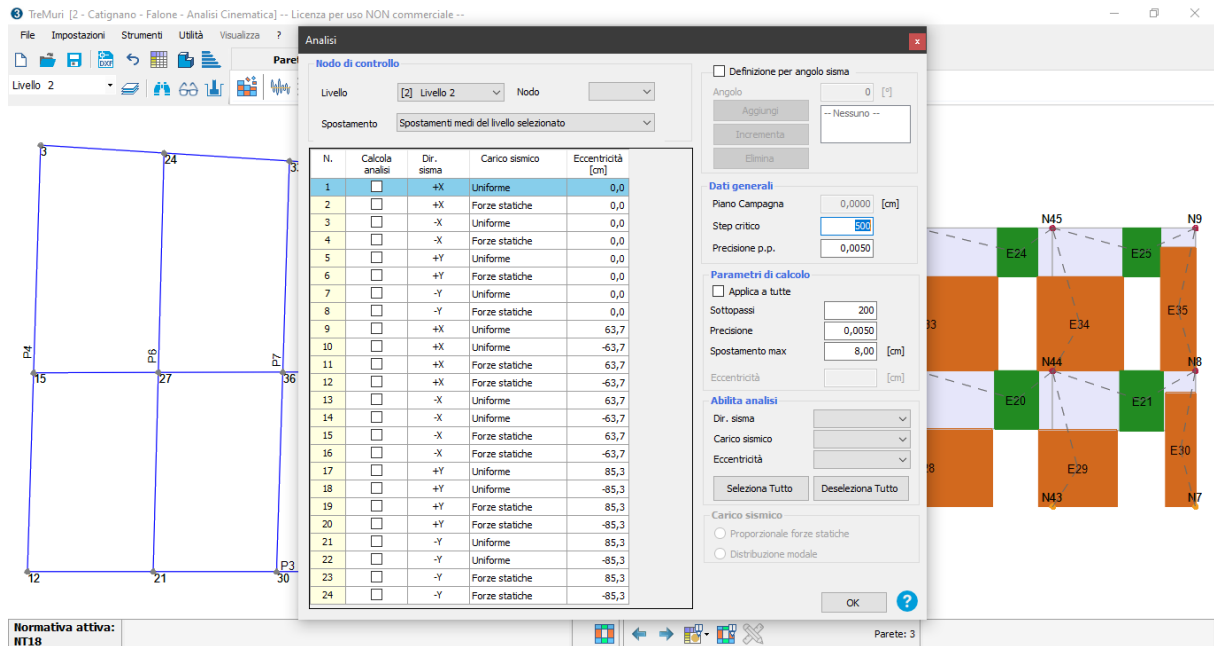 TreMuri [2 - Catignano - Falone - Analisi Cinematica] -- Licenza per uso NON commerciale --
File Impostazioni Strumenti Utilità Visualizza ?
Livello 2
3
24
P4
P6
P7
15
27
36
P3
12
21
30
Analisi
x
Nodo di controllo
Livello [2] Livello 2 Nodo
Spostamento Spostamenti medi del livello selezionato
N. Calcola analisi Dir. sisma Carico sismico Eccentricità [cm]
1 +X Uniforme 0,0
2 +X Forze statiche 0,0
3 -X Uniforme 0,0
4 -X Forze statiche 0,0
5 +Y Uniforme 0,0
6 +Y Forze statiche 0,0
7 -Y Uniforme 0,0
8 -Y Forze statiche 0,0
9 +X Uniforme 63,7
10 +X Uniforme -63,7
11 +X Forze statiche 63,7
12 +X Forze statiche -63,7
13 -X Uniforme 63,7
14 -X Uniforme -63,7
15 -X Forze statiche 63,7
16 -X Forze statiche -63,7
17 +Y Uniforme 85,3
18 +Y Uniforme -85,3
19 +Y Forze statiche 85,3
20 +Y Forze statiche -85,3
21 -Y Uniforme 85,3
22 -Y Uniforme -85,3
23 -Y Forze statiche 85,3
24 -Y Forze statiche -85,3
Definizione per angolo sisma
Angolo 0 [°]
Aggiungi -- Nessuno --
Incrementa
Elimina
Dati generali
Piano Campagna 0,0000 [cm]
Step critico 500
Precisione p.p. 0,0050
Parametri di calcolo
Applica a tutte
Sottopassi 200
Precisione 0,0050
Spostamento max 8,00 [cm]
Eccentricità [cm]
Abilita analisi
Dir. sisma
Carico sismico
Eccentricità
Seleziona Tutto Deseleziona Tutto
Carico sismico
Proporzionale forze statiche
Distribuzione modale
OK ?
N45 N9
E24 E25
E34 E35
N44 N8
E20 E21
E29 E30
N43 N7
Normativa attiva:
NT18
Parete: 3